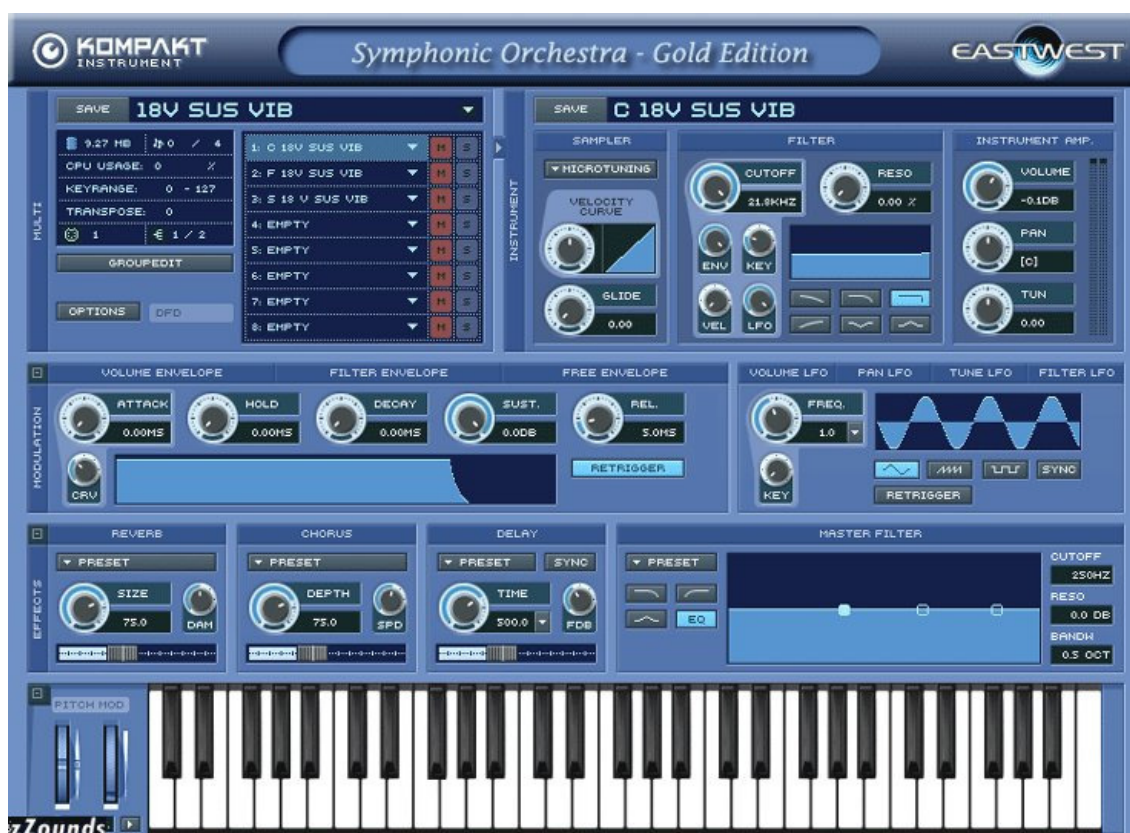 KOMPAKT
INSTRUMENT
Symphonic Orchestra - Gold Edition
EASTWEST
MULTI
SAVE 18V SUS VIB
9.27 MB 0 / 4
CPU USAGE: 0 %
KEYRANGE: 0 - 127
TRANSPOSE: 0
1 1 / 2
GROUPEDIT
OPTIONS DFD
1: C 18V SUS VIB M S
2: F 18V SUS VIB M S
3: S 18 V SUS VIB M S
4: EMPTY M S
5: EMPTY M S
6: EMPTY M S
7: EMPTY M S
8: EMPTY M S
INSTRUMENT
SAVE C 18V SUS VIB
SAMPLER
MICROTUNING
VELOCITY
CURVE
GLIDE
0.00
FILTER
CUTOFF
21.8KHZ
RESO
0.00 %
ENV KEY
VEL LFO
INSTRUMENT AMP.
VOLUME
-0.1DB
PAN
[C]
TUN
0.00
MODULATION
VOLUME ENVELOPE FILTER ENVELOPE FREE ENVELOPE
ATTACK HOLD DECAY SUST. REL.
0.00MS 0.00MS 0.00MS 0.0DB 5.0MS
CRV
RETRIGGER
VOLUME LFO PAN LFO TUNE LFO FILTER LFO
FREQ.
1.0
KEY
SYNC
RETRIGGER
EFFECTS
REVERB
PRESET
SIZE
75.0
DAM
CHORUS
PRESET
DEPTH
75.0
SPD
DELAY
PRESET SYNC
TIME
500.0
FDB
MASTER FILTER
PRESET
EQ
CUTOFF
250HZ
RESO
0.0 DB
BANDW
0.5 OCT
PITCH MOD
zZounds